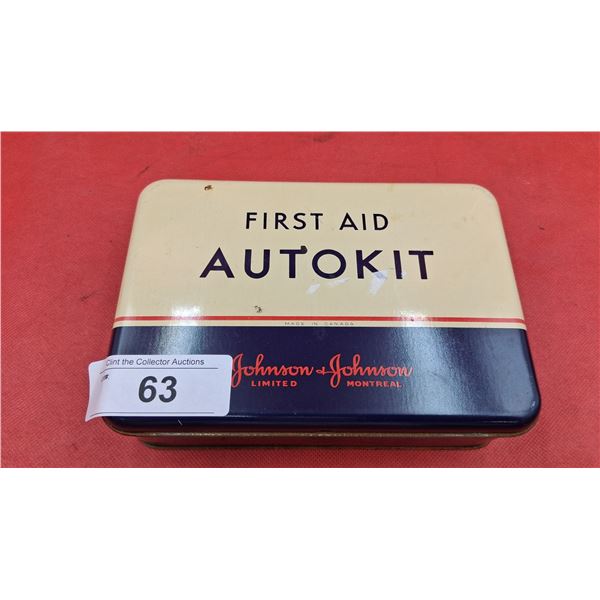 FIRST AID
AUTOKIT
MADE IN CANADA
Johnson & Johnson
LIMITED MONTREAL
Clint the Collector Auctions
63